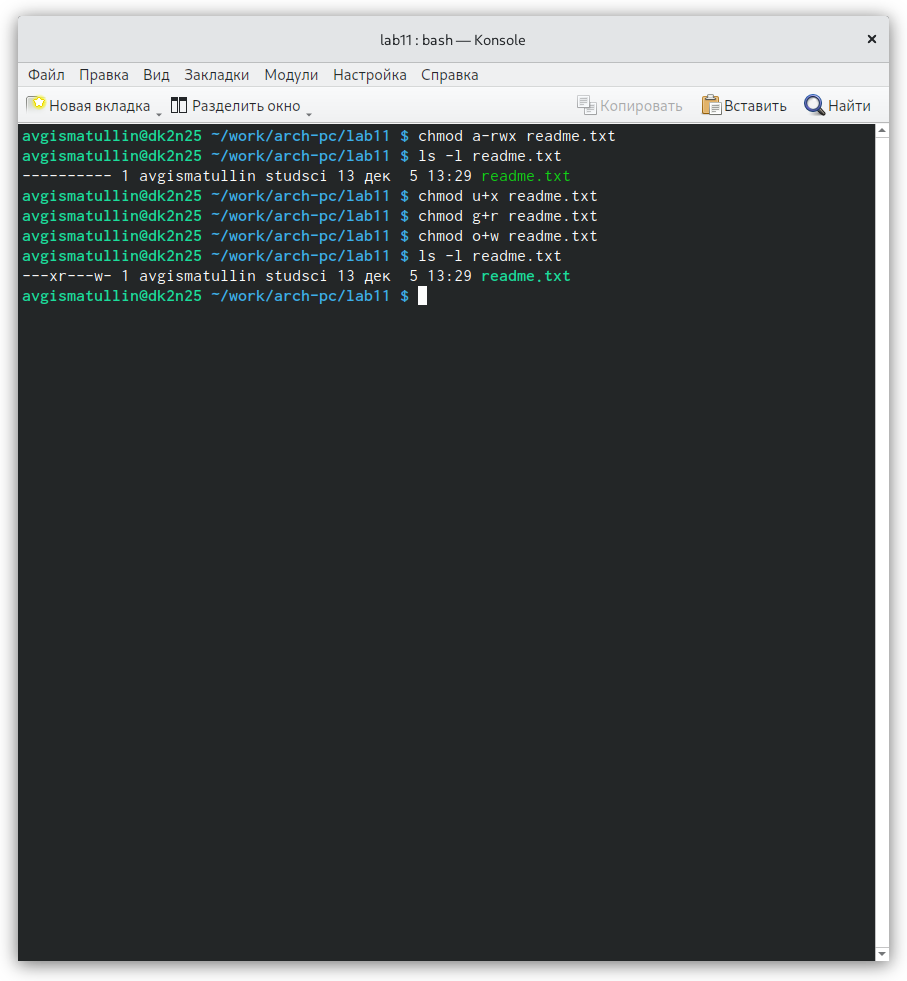 lab11 : bash — Konsole
Файл Правка Вид Закладки Модули Настройка Справка
Новая вкладка Разделить окно Копировать Вставить Найти
avgismatullin@dk2n25 ~/work/arch-pc/lab11 $ chmod a-rwx readme.txt
avgismatullin@dk2n25 ~/work/arch-pc/lab11 $ ls -l readme.txt
---------- 1 avgismatullin studsci 13 дек  5 13:29 readme.txt
avgismatullin@dk2n25 ~/work/arch-pc/lab11 $ chmod u+x readme.txt
avgismatullin@dk2n25 ~/work/arch-pc/lab11 $ chmod g+r readme.txt
avgismatullin@dk2n25 ~/work/arch-pc/lab11 $ chmod o+w readme.txt
avgismatullin@dk2n25 ~/work/arch-pc/lab11 $ ls -l readme.txt
---xr---w- 1 avgismatullin studsci 13 дек  5 13:29 readme.txt
avgismatullin@dk2n25 ~/work/arch-pc/lab11 $